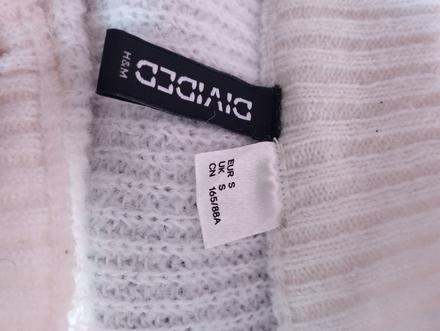 DIVIDED
H&M
EUR S
UK S
CN 165/88A